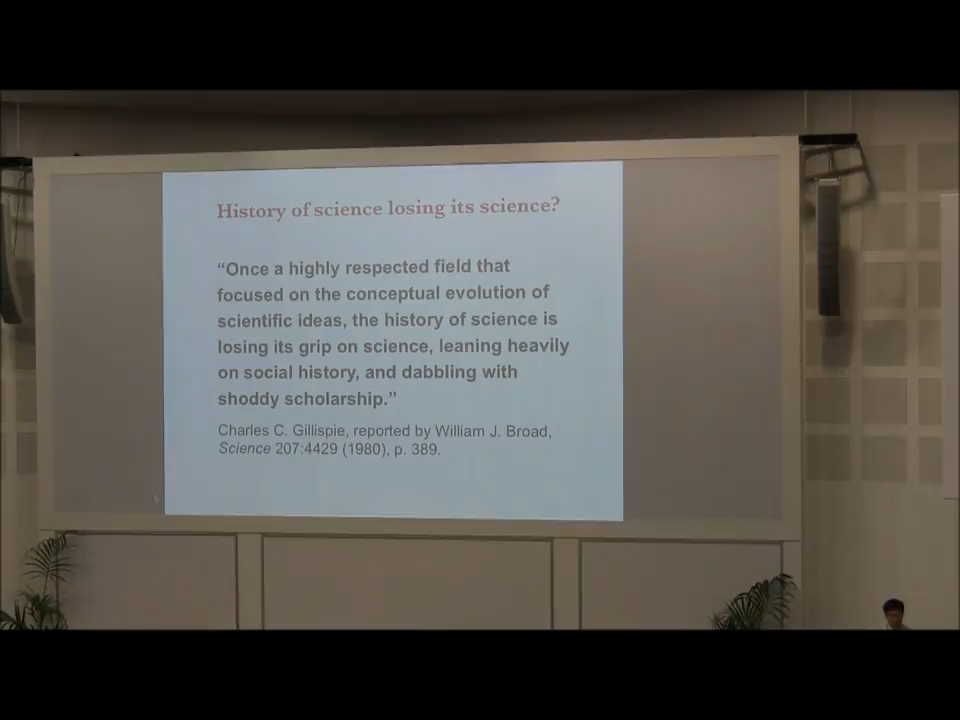 History of science losing its science?
“Once a highly respected field that
focused on the conceptual evolution of
scientific ideas, the history of science is
losing its grip on science, leaning heavily
on social history, and dabbling with
shoddy scholarship.”
Charles C. Gillispie, reported by William J. Broad,
Science 207:4429 (1980), p. 389.